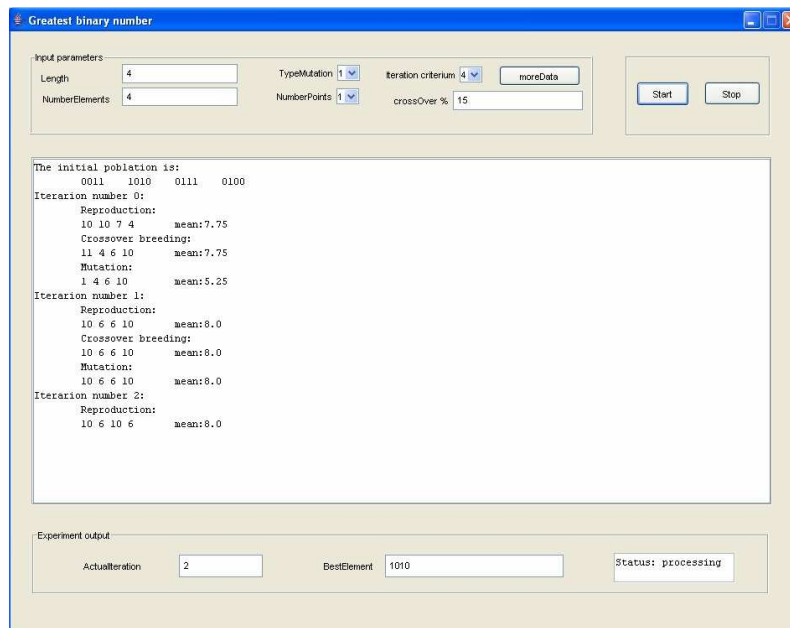 Greatest binary number
Input parameters
Length 4 TypeMutation 1 Iteration criterium 4 moreData
NumberElements 4 NumberPoints 1 crossOver % 15
Start Stop
The initial poblation is:
0011 1010 0111 0100
Iterarion number 0:
Reproduction:
10 10 7 4 mean:7.75
Crossover breeding:
11 4 6 10 mean:7.75
Mutation:
1 4 6 10 mean:5.25
Iterarion number 1:
Reproduction:
10 6 6 10 mean:8.0
Crossover breeding:
10 6 6 10 mean:8.0
Mutation:
10 6 6 10 mean:8.0
Iterarion number 2:
Reproduction:
10 6 10 6 mean:8.0
Experiment output
ActualIteration 2 BestElement 1010 Status: processing